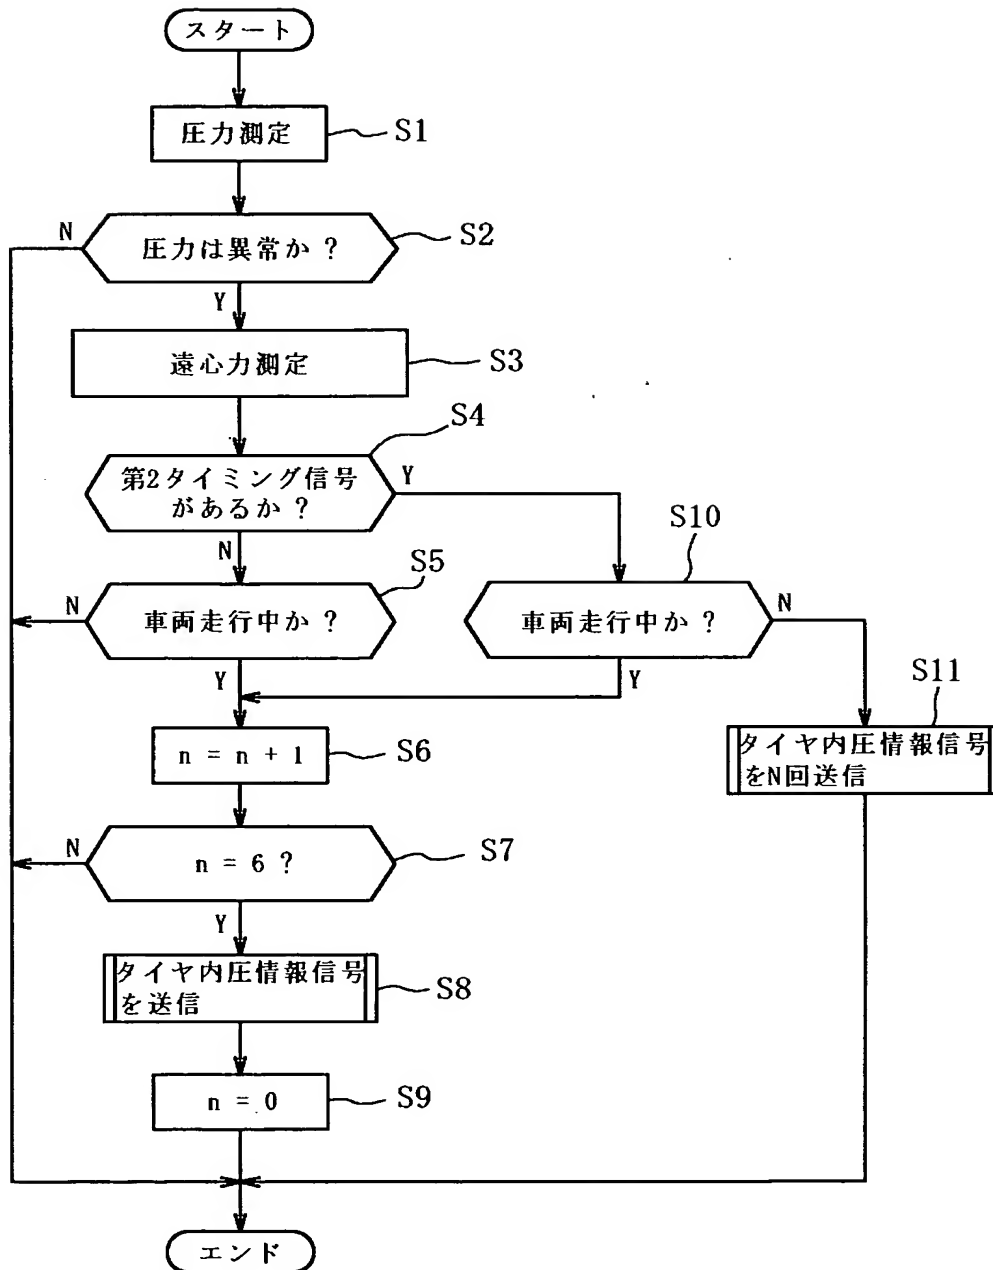 スタート
圧力測定
S1
圧力は異常か ?
S2
N
Y
遠心力測定
S3
S4
第2タイミング信号
があるか ?
Y
N
S10
S5
車両走行中か ?
N
Y
車両走行中か ?
N
Y
S11
タイヤ内圧情報信号
をN回送信
n = n + 1
S6
n = 6 ?
S7
N
Y
タイヤ内圧情報信号
を送信
S8
n = 0
S9
エンド